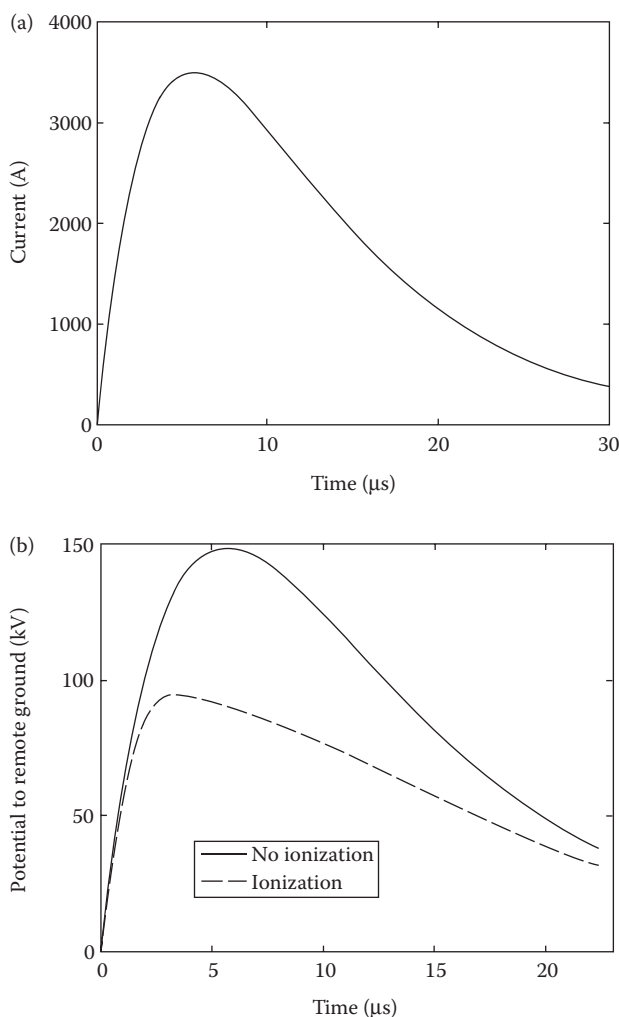 (a)
4000
3000
2000
1000
0
Current (A)
0 10 20 30
Time (μs)
(b)
150
100
50
0
Potential to remote ground (kV)
No ionization
Ionization
0 5 10 15 20
Time (μs)